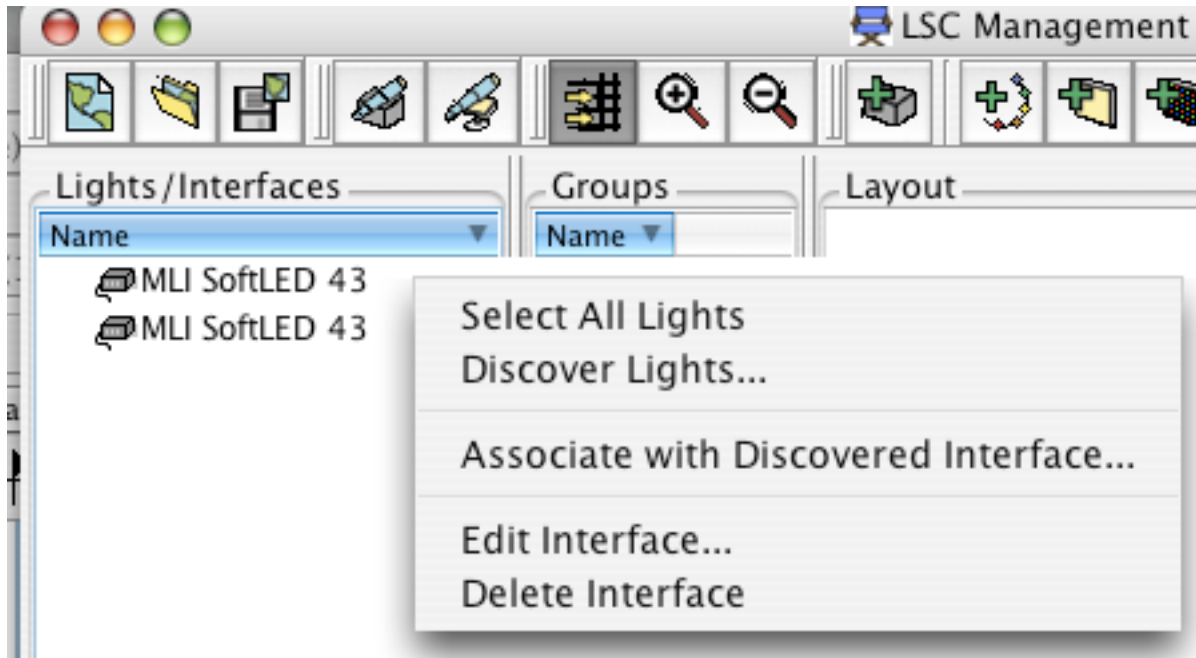 LSC Management
Lights/Interfaces
Groups
Layout
Name
Name
MLI SoftLED 43
MLI SoftLED 43
Select All Lights
Discover Lights...
Associate with Discovered Interface...
Edit Interface...
Delete Interface